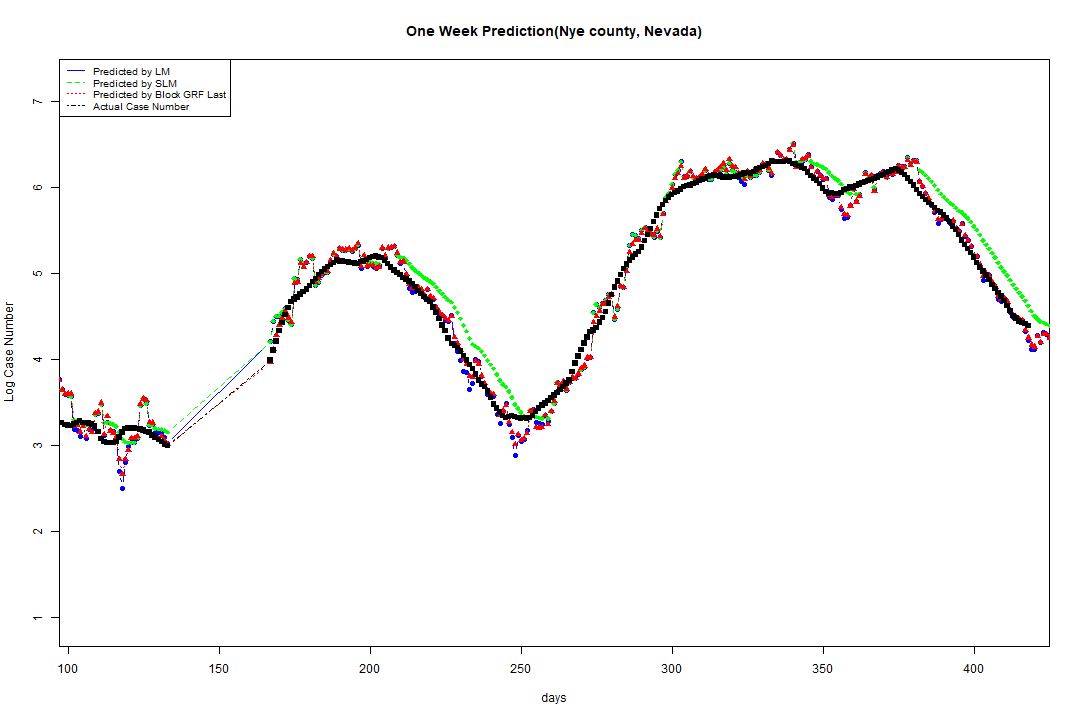 One Week Prediction(Nye county, Nevada)
Predicted by LM
Predicted by SLM
Predicted by Block GRF Last
Actual Case Number
7
6
5
4
3
2
1
Log Case Number
100 150 200 250 300 350 400
days